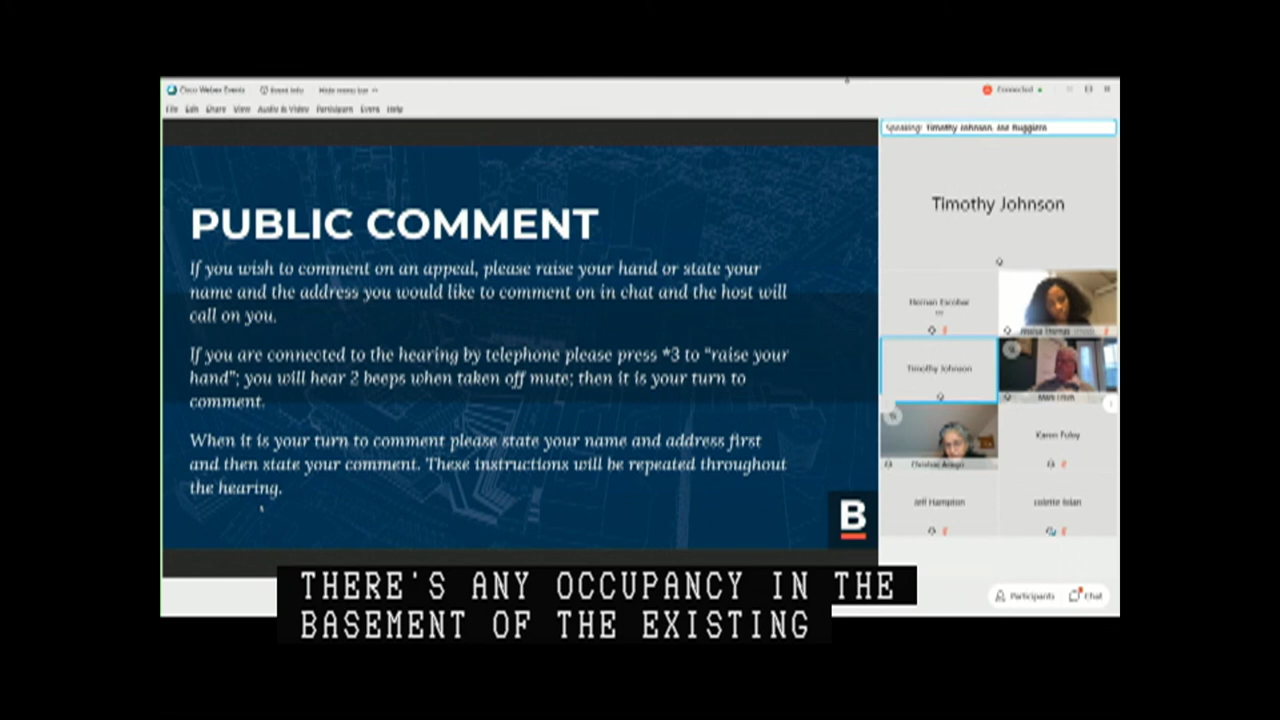 Cisco Webex Events Event Info Hide menu bar Connected
File Edit Share View Audio & Video Participant Event Help
Speaking: Timothy Johnson, Joe Ruggiero
Timothy Johnson
PUBLIC COMMENT
If you wish to comment on an appeal, please raise your hand or state your
name and the address you would like to comment on in chat and the host will
call on you.
If you are connected to the hearing by telephone please press *3 to "raise your
hand"; you will hear 2 beeps when taken off mute; then it is your turn to
comment.
When it is your turn to comment please state your name and address first
and then state your comment. These instructions will be repeated throughout
the hearing.
B
Hernan Escobar
Timothy Johnson
Karen Foley
Jeff Hampton
Participants Chat
THERE'S ANY OCCUPANCY IN THE
BASEMENT OF THE EXISTING